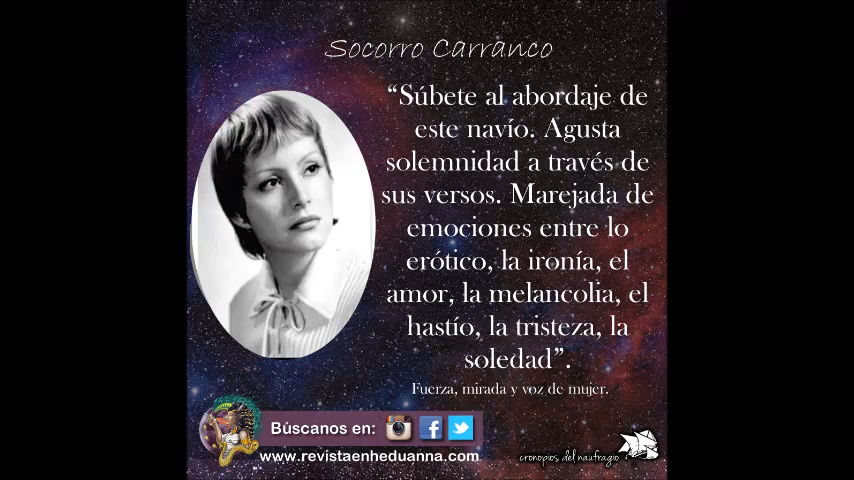 Socorro Carranco
“Súbete al abordaje de
este navío. Agusta
solemnidad a través de
sus versos. Marejada de
emociones entre lo
erótico, la ironía, el
amor, la melancolia, el
hastío, la tristeza, la
soledad”.
Fuerza, mirada y voz de mujer.
Búscanos en:
www.revistaenheduanna.com
cronopios del naufragio